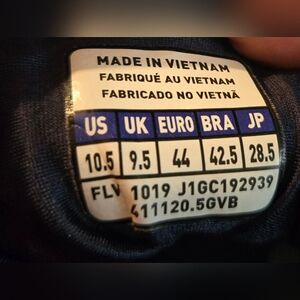 MADE IN VIETNAM
FABRIQUÉ AU VIETNAM
FABRICADO NO VIETNÃ
US UK EURO BRA JP
10.5 9.5 44 42.5 28.5
FLV 1019 J1GC192939
411120.5GVB